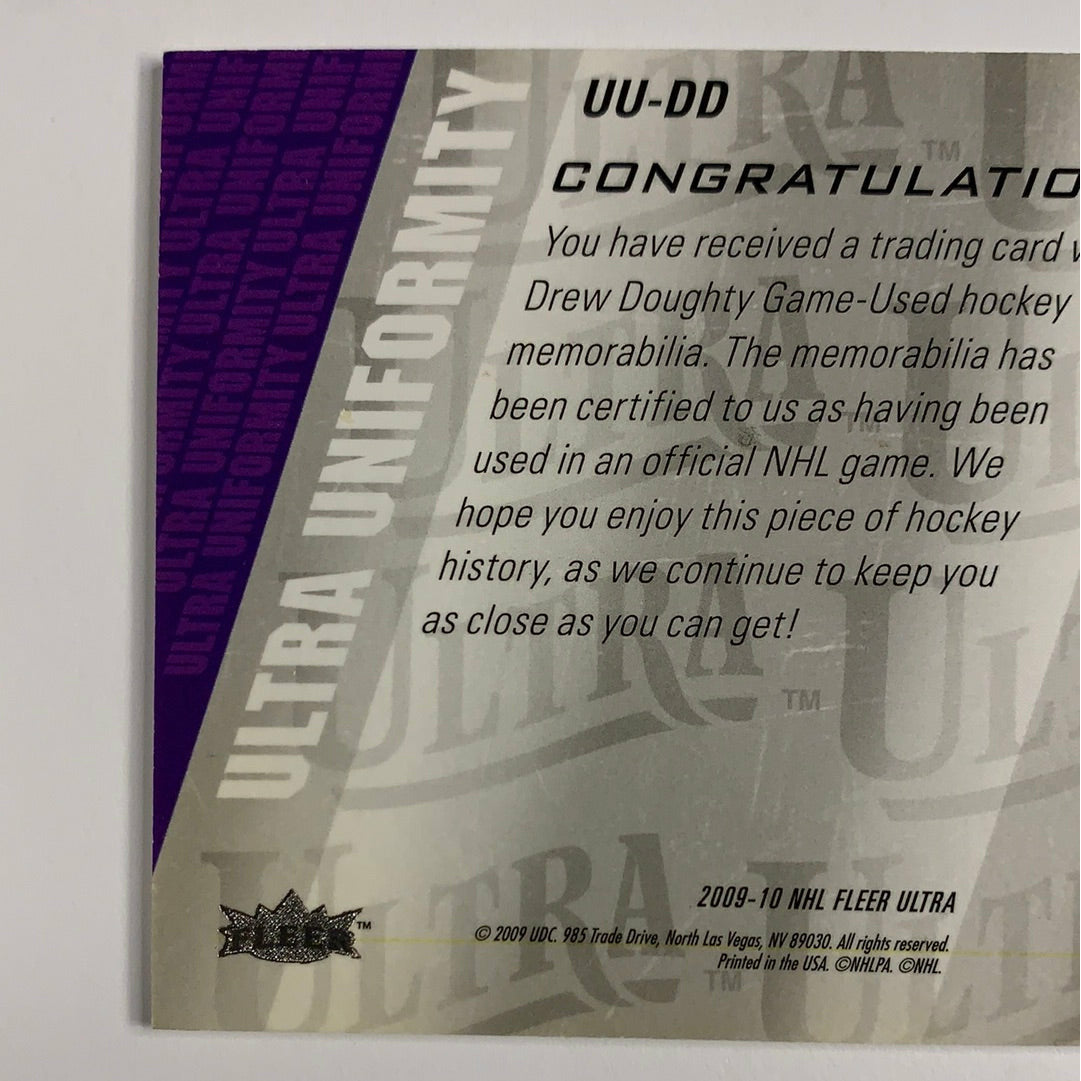 UU-DD
CONGRATULATIO
You have received a trading card
Drew Doughty Game-Used hockey
memorabilia. The memorabilia has
been certified to us as having been
used in an official NHL game. We
hope you enjoy this piece of hockey
history, as we continue to keep you
as close as you can get!
ULTRA UNIFORMITY
2009-10 NHL FLEER ULTRA
© 2009 UDC. 985 Trade Drive, North Las Vegas, NV 89030. All rights reserved.
Printed in the USA. ©NHLPA. ©NHL.
FLEER™
ULTRA™